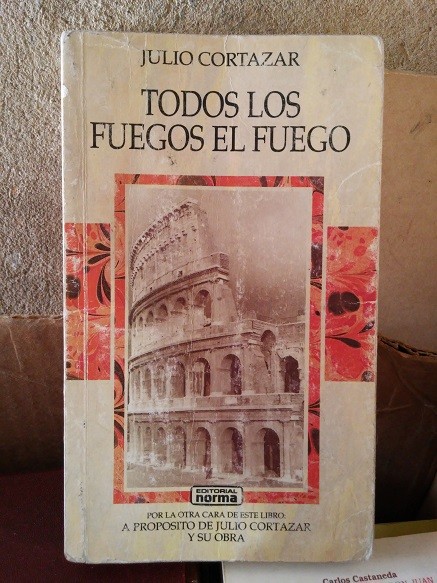 JULIO CORTAZAR
TODOS LOS
FUEGOS EL FUEGO
EDITORIAL
norma
POR LA OTRA CARA DE ESTE LIBRO:
A PROPOSITO DE JULIO CORTAZAR
Y SU OBRA
Carlos Castaneda
JUAN